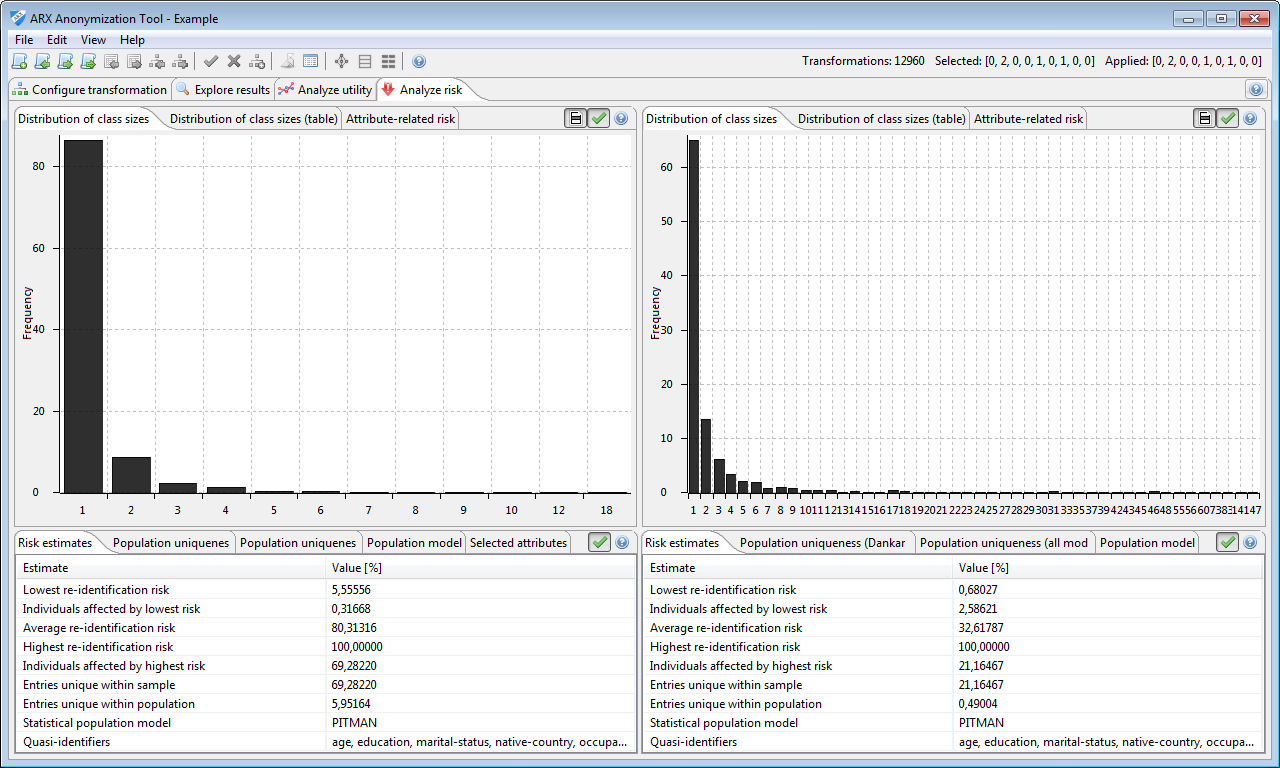 ARX Anonymization Tool - Example
File Edit View Help
Transformations: 12960 Selected: [0, 2, 0, 0, 1, 0, 1, 0, 0] Applied: [0, 2, 0, 0, 1, 0, 1, 0, 0]
Configure transformation Explore results Analyze utility Analyze risk
Distribution of class sizes Distribution of class sizes (table) Attribute-related risk
80
60
40
20
0
Frequency
1 2 3 4 5 6 7 8 9 10 12 18
Distribution of class sizes Distribution of class sizes (table) Attribute-related risk
60
50
40
30
20
10
0
Frequency
1 2 3 4 5 6 7 8 9 10 11 12 13 14 15 16 17 18 19 20 21 22 23 24 25 27 28 29 30 31 33 35 37 39 42 43 45 46 48 55 56
Risk estimates Population uniquenes Population uniquenes Population model Selected attributes
Estimate Value [%]
Lowest re-identification risk 5,55556
Individuals affected by lowest risk 0,31668
Average re-identification risk 80,31316
Highest re-identification risk 100,00000
Individuals affected by highest risk 69,28220
Entries unique within sample 69,28220
Entries unique within population 5,95164
Statistical population model PITMAN
Quasi-identifiers age, education, marital-status, native-country, occupa...
Risk estimates Population uniqueness (Dankar Population uniqueness (all mod Population model
Estimate Value [%]
Lowest re-identification risk 0,68027
Individuals affected by lowest risk 2,58621
Average re-identification risk 32,61787
Highest re-identification risk 100,00000
Individuals affected by highest risk 21,16467
Entries unique within sample 21,16467
Entries unique within population 0,49004
Statistical population model PITMAN
Quasi-identifiers age, education, marital-status, native-country, occupa...